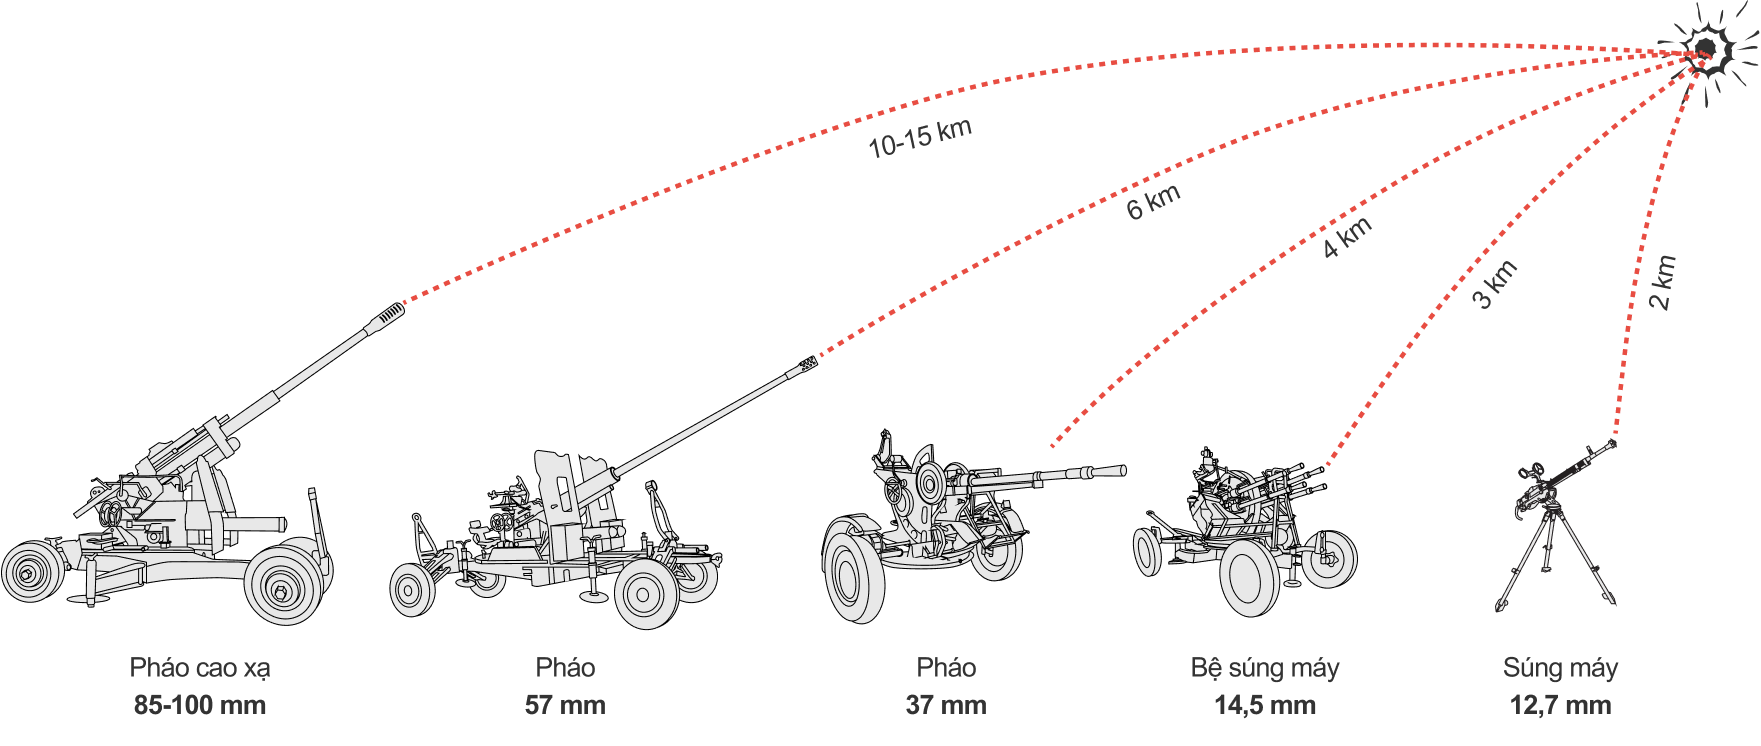 10-15 km
6 km
4 km
3 km
2 km
Pháo cao xạ
85-100 mm
Pháo
57 mm
Pháo
37 mm
Bệ súng máy
14,5 mm
Súng máy
12,7 mm